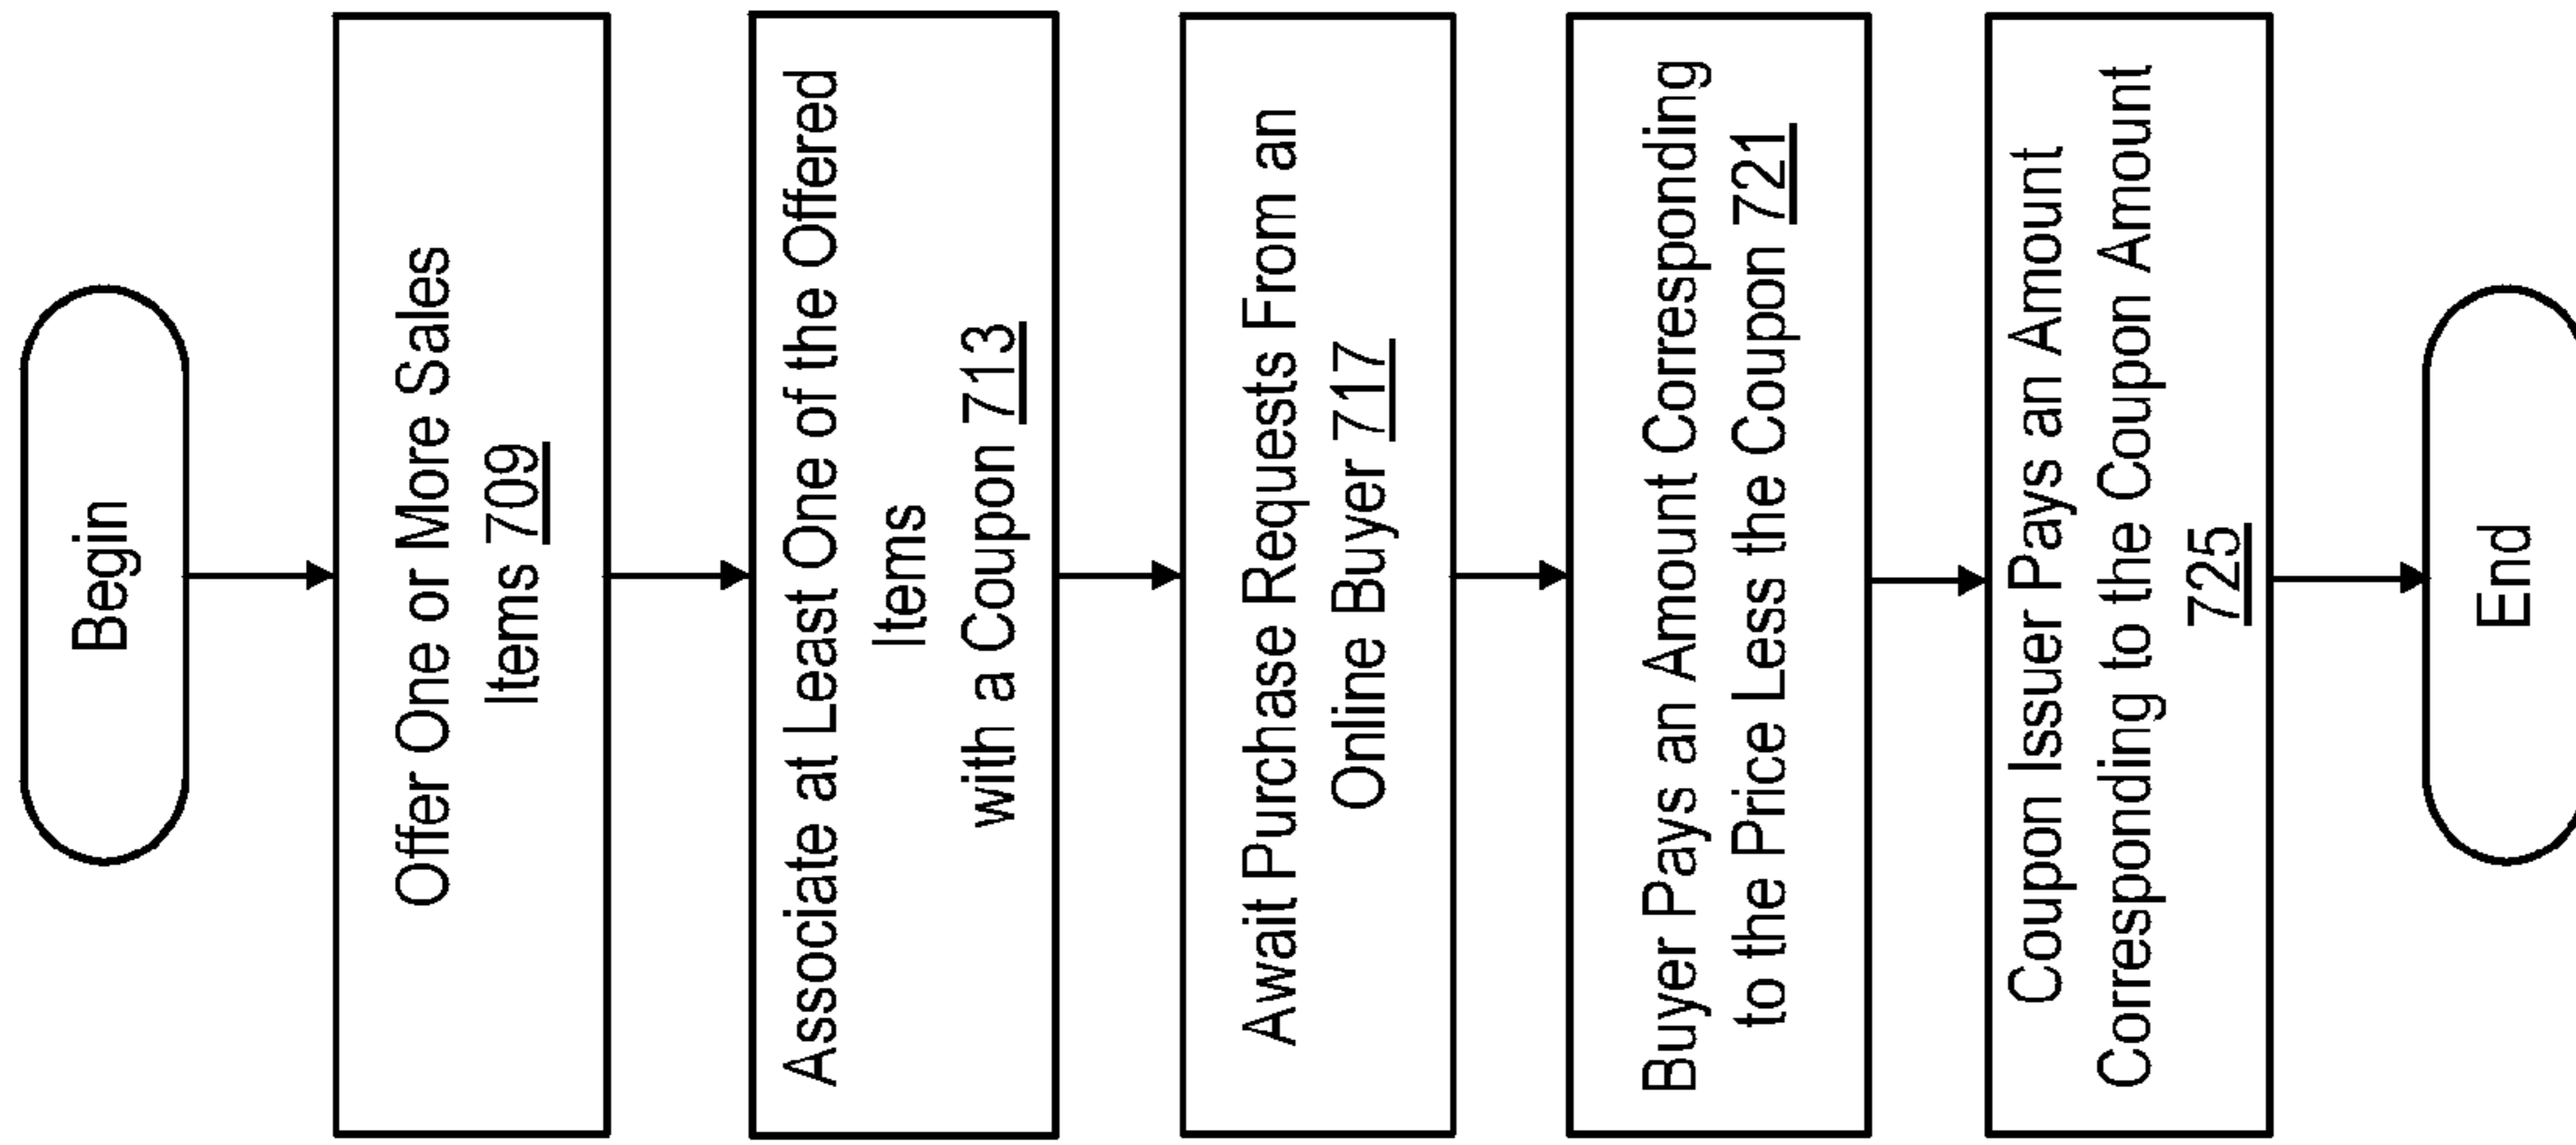 Begin
Offer One or More Sales
Items 709
Associate at Least One of the Offered
Items
with a Coupon 713
Await Purchase Requests From an
Online Buyer 717
Buyer Pays an Amount Corresponding
to the Price Less the Coupon 721
Coupon Issuer Pays an Amount
Corresponding to the Coupon Amount
725
End